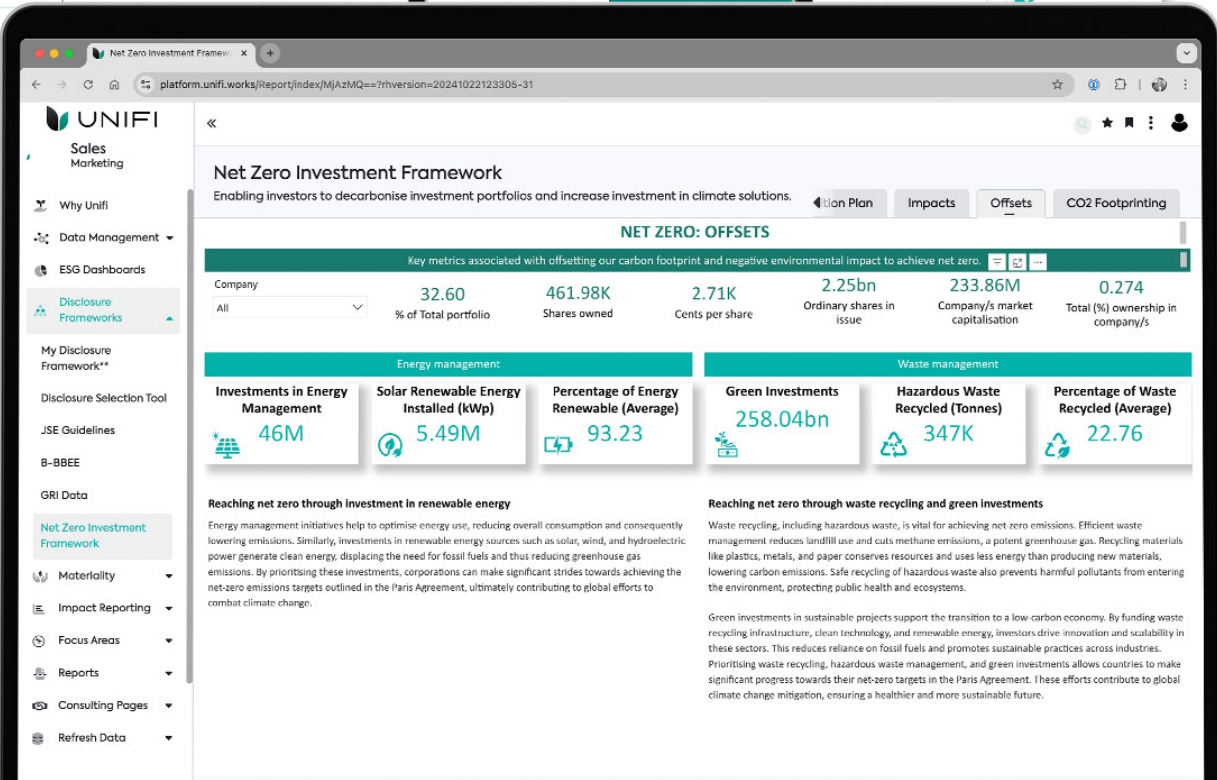 Net Zero Investment Framew
platform.unifi.works/Report/index/MjAzMQ==?rhversion=20241022123305-31
UNIFI
Sales
Marketing
Why Unifi
Data Management
ESG Dashboards
Disclosure
Frameworks
My Disclosure
Framework**
Disclosure Selection Tool
JSE Guidelines
B-BBEE
GRI Data
Net Zero Investment
Framework
Materiality
Impact Reporting
Focus Areas
Reports
Consulting Pages
Refresh Data
Net Zero Investment Framework
Enabling investors to decarbonise investment portfolios and increase investment in climate solutions.
tion Plan
Impacts
Offsets
CO2 Footprinting
NET ZERO: OFFSETS
Key metrics associated with offsetting our carbon footprint and negative environmental impact to achieve net zero.
Company
All
32.60
% of Total portfolio
461.98K
Shares owned
2.71K
Cents per share
2.25bn
Ordinary shares in
issue
233.86M
Company/s market
capitalisation
0.274
Total (%) ownership in
company/s
Energy management
Investments in Energy
Management
46M
Solar Renewable Energy
Installed (kWp)
5.49M
Percentage of Energy
Renewable (Average)
93.23
Waste management
Green Investments
258.04bn
Hazardous Waste
Recycled (Tonnes)
347K
Percentage of Waste
Recycled (Average)
22.76
Reaching net zero through investment in renewable energy
Energy management initiatives help to optimise energy use, reducing overall consumption and consequently
lowering emissions. Similarly, investments in renewable energy sources such as solar, wind, and hydroelectric
power generate clean energy, displacing the need for fossil fuels and thus reducing greenhouse gas
emissions. By prioritising these investments, corporations can make significant strides towards achieving the
net-zero emissions targets outlined in the Paris Agreement, ultimately contributing to global efforts to
combat climate change.
Reaching net zero through waste recycling and green investments
Waste recycling, including hazardous waste, is vital for achieving net-zero emissions. Efficient waste
management reduces landfill use and cuts methane emissions, a potent greenhouse gas. Recycling materials
like plastics, metals, and paper conserves resources and uses less energy than producing new materials,
lowering carbon emissions. Safe recycling of hazardous waste also prevents harmful pollutants from entering
the environment, protecting public health and ecosystems.
Green investments in sustainable projects support the transition to a low-carbon economy. By funding waste
recycling infrastructure, clean technology, and renewable energy, investors drive innovation and scalability in
these sectors. This reduces reliance on fossil fuels and promotes sustainable practices across industries.
Prioritising waste recycling, hazardous waste management, and green investments allows countries to make
significant progress towards their net-zero targets in the Paris Agreement. These efforts contribute to global
climate change mitigation, ensuring a healthier and more sustainable future.